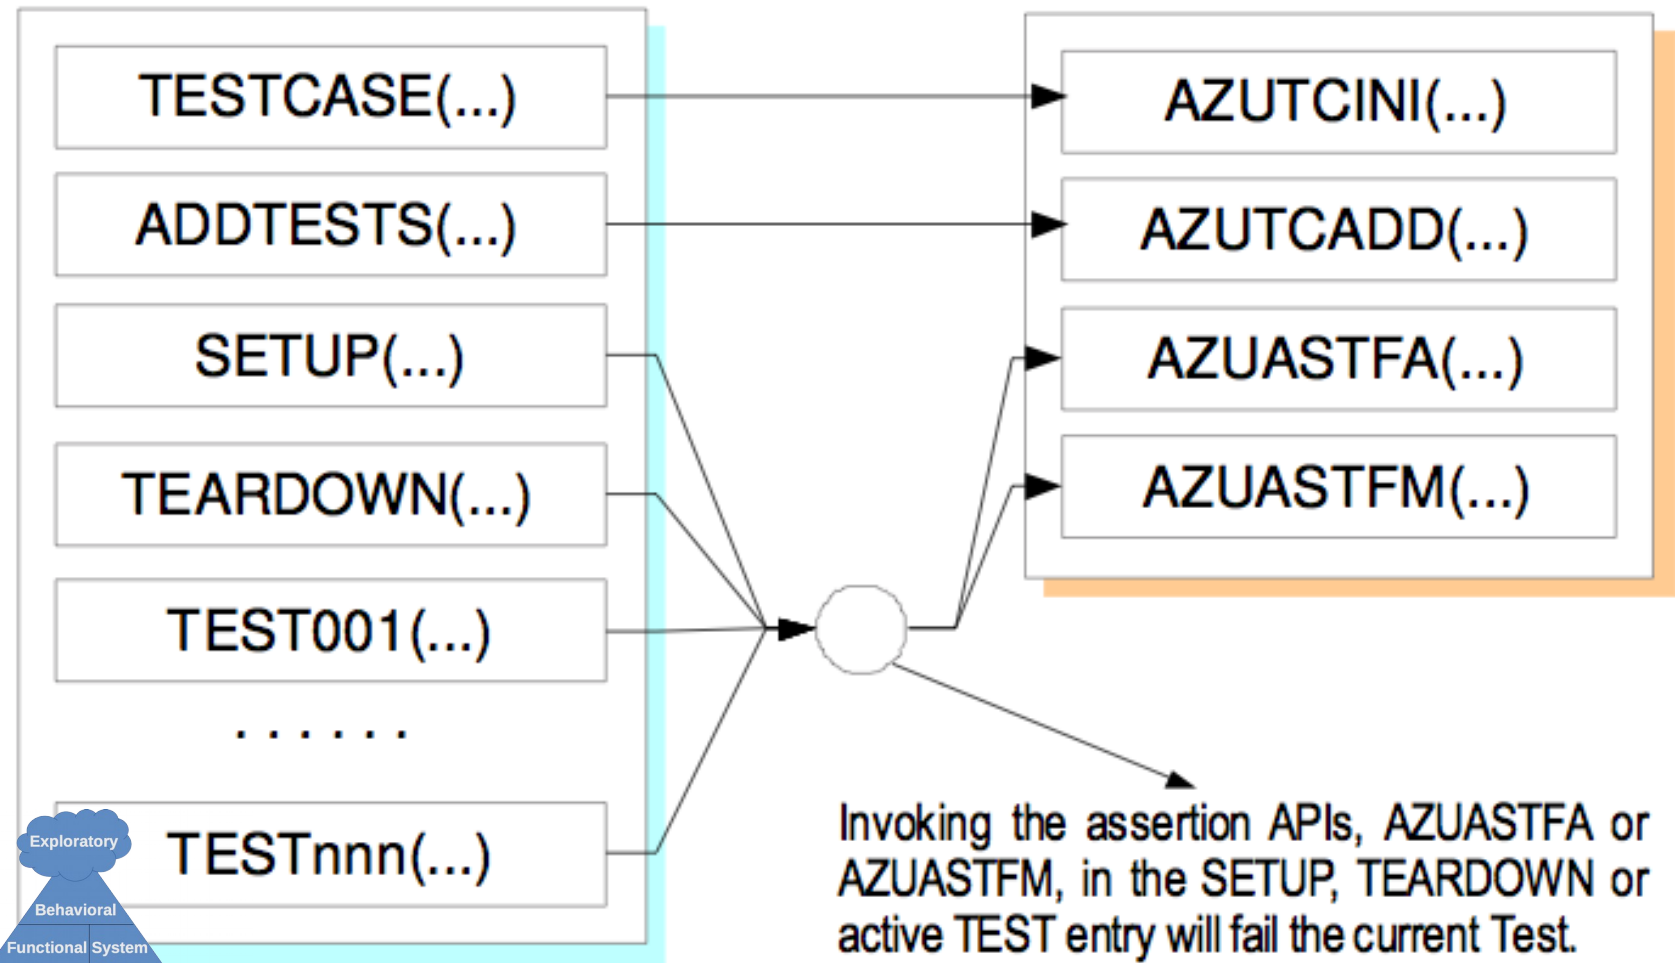 TESTCASE(...)
ADDTESTS(...)
SETUP(...)
TEARDOWN(...)
TEST001(...)
. . . . . .
TESTnnn(...)
Exploratory
Behavioral
Functional System
AZUTCINI(...)
AZUTCADD(...)
AZUASTFA(...)
AZUASTFM(...)
Invoking the assertion APIs, AZUASTFA or
AZUASTFM, in the SETUP, TEARDOWN or
active TEST entry will fail the current Test.